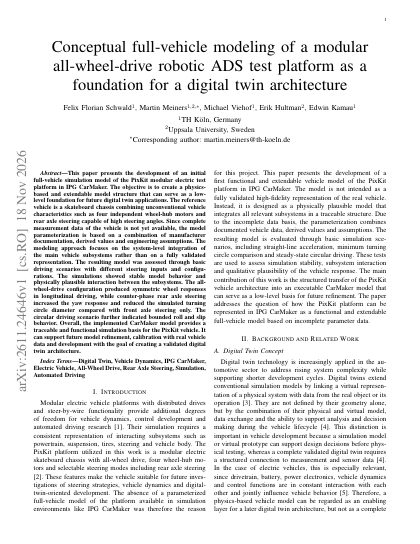 1
Conceptual full-vehicle modeling of a modular
all-wheel-drive robotic ADS test platform as a
foundation for a digital twin architecture
Felix Florian Schwald¹, Martin Meiners¹,²,*, Michael Viehof¹, Erik Hultman², Edwin Kamau¹
¹TH Köln, Germany
²Uppsala University, Sweden
*Corresponding author: martin.meiners@th-koeln.de
arXiv:2611.24646v1 [cs.RO] 18 Nov 2026
Abstract—This paper presents the development of an initial
full-vehicle simulation model of the PixKit modular electric test
platform in IPG CarMaker. The objective is to create a physics-
based and extendable model structure that can serve as a low-
level foundation for future digital twin applications. The reference
vehicle is a skateboard chassis combining unconventional vehicle
characteristics such as four independent wheel-hub motors and
rear axle steering capable of high steering angles. Since complete
measurement data of the vehicle is not yet available, the model
parameterization is based on a combination of manufacturer
documentation, derived values and engineering assumptions. The
modeling approach focuses on the system-level integration of
the main vehicle subsystems rather than on a fully validated
representation. The resulting model was assessed through basic
driving scenarios with different steering inputs and configura-
tions. The simulations showed stable model behavior and
physically plausible interaction between the subsystems. The all-
wheel-drive configuration produced symmetric wheel responses
in longitudinal driving, while counter-phase rear axle steering
increased the yaw response and reduced the simulated turning
circle diameter compared with front axle steering only. The
circular driving scenario further indicated bounded roll and slip
behavior. Overall, the implemented CarMaker model provides a
traceable and functional simulation basis for the PixKit vehicle. It
can support future model refinement, calibration with real vehicle
data and development with the goal of creating a validated digital
twin architecture.
Index Terms—Digital Twin, Vehicle Dynamics, IPG CarMaker,
Electric Vehicle, All-Wheel Drive, Rear Axle Steering, Simulation,
Automated Driving
I. INTRODUCTION
Modular electric vehicle platforms with distributed drives
and steer-by-wire functionality provide additional degrees
of freedom for vehicle dynamics, control development and
automated driving research [1]. Their simulation requires a
consistent representation of interacting subsystems such as
powertrain, suspension, tires, steering and vehicle body. The
PixKit platform utilized in this work is a modular electric
skateboard chassis with all-wheel drive, four wheel-hub mo-
tors and selectable steering modes including rear axle steering
[2]. These features make the vehicle suitable for future inves-
tigations of steering strategies, vehicle dynamics and digital-
twin-oriented development. The absence of a parameterized
full-vehicle model of the platform available in simulation
environments like IPG CarMaker was therefore the reason
for this project. This paper presents the development of a
first functional and extendable vehicle model of the PixKit
platform in IPG CarMaker. The model is not intended as a
fully validated high-fidelity representation of the real vehicle.
Instead, it is designed as a physically plausible model that
integrates all relevant subsystems in a traceable structure. Due
to the incomplete data basis, the parameterization combines
documented vehicle data, derived values and assumptions. The
resulting model is evaluated through basic simulation scenar-
ios, including straight-line acceleration, minimum turning
circle comparison and steady-state circular driving. These are
used to assess simulation stability, subsystem interaction and
qualitative plausibility of the vehicle response. The main
contribution of this work is the structured transfer of the PixKit
vehicle architecture into an executable CarMaker model that
can serve as a low-level basis for future refinement. The paper
addresses the question of how the PixKit platform can be
represented in IPG CarMaker as a functional and extendable
full-vehicle model based on incomplete parameter data.
II. BACKGROUND AND RELATED WORK
A. Digital Twin Concept
Digital twin technology is increasingly applied in the auto-
motive sector to address rising system complexity while
supporting shorter development cycles. Digital twins extend
conventional simulation models by linking a virtual represen-
tation of a physical system with data from the real object or its
operation [3]. They are not defined by their geometry alone,
but by the combination of their physical and virtual model,
data exchange and the ability to support analysis and decision
making during the vehicle lifecycle [4]. This distinction is
important in vehicle development because a simulation model
or virtual prototype can support design decisions before phys-
ical testing, whereas a complete validated digital twin requires
a structured connection to measurement and sensor data [4].
In the case of electric vehicles, this is especially relevant,
since drivetrain, battery, power electronics, vehicle dynamics
and control functions are in constant interaction with each
other and jointly influence vehicle behavior [5]. Therefore, a
physics-based vehicle model can be regarded as an enabling
layer for a later digital twin architecture, but not as a complete